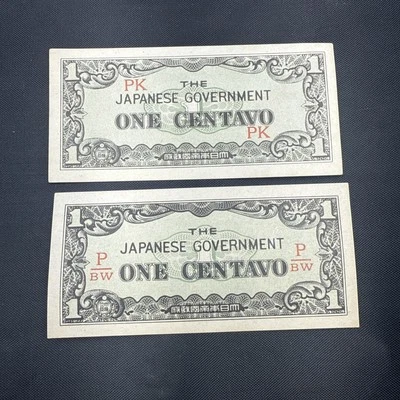 1 1
PK THE
JAPANESE GOVERNMENT
ONE CENTAVO
PK
1 1
1 1
THE
JAPANESE GOVERNMENT
P/BW ONE CENTAVO P/BW
1 1